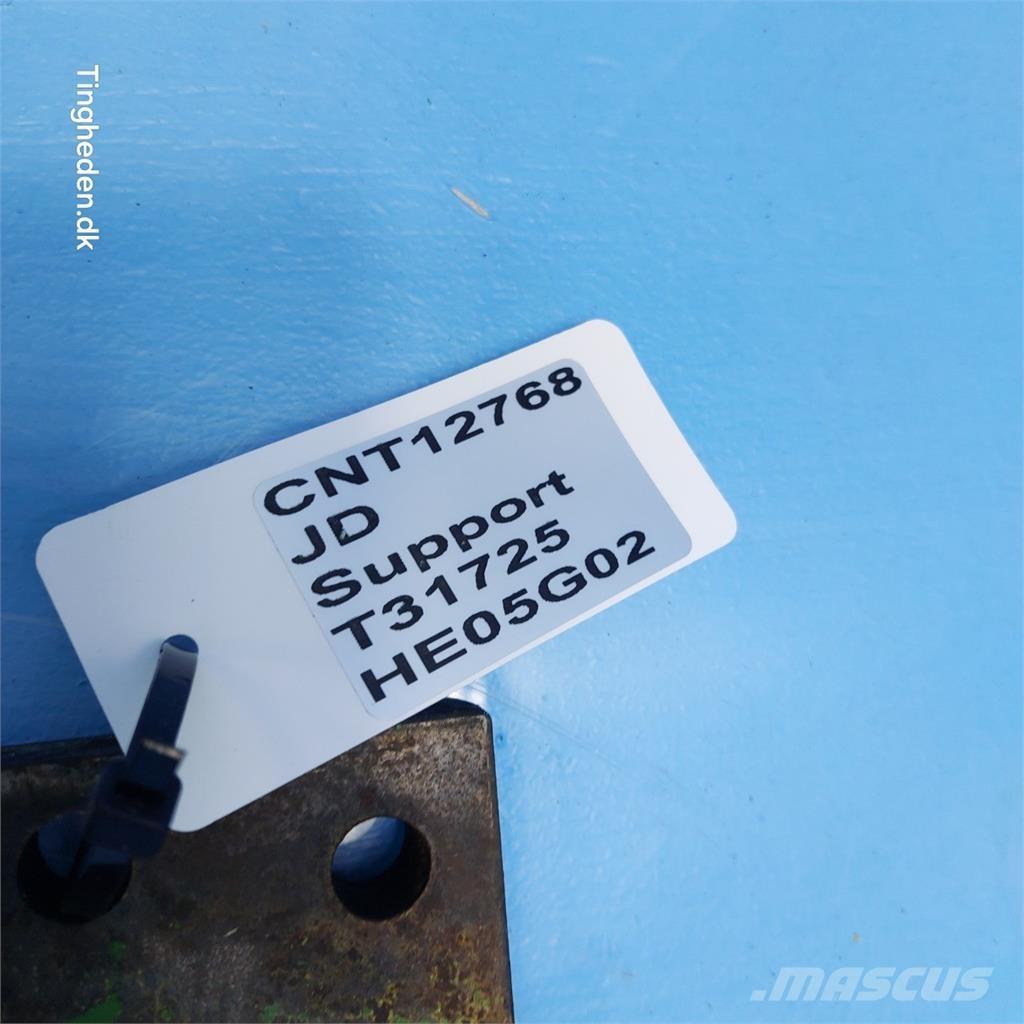 Tingheden.dk
CNT12768
JD
Support
T31725
HE05G02
.MASCUS